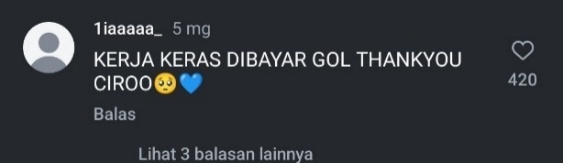 1iaaaaa_ 5 mg
KERJA KERAS DIBAYAR GOL THANKYOU
CIROO🥺💙
420
Balas
Lihat 3 balasan lainnya